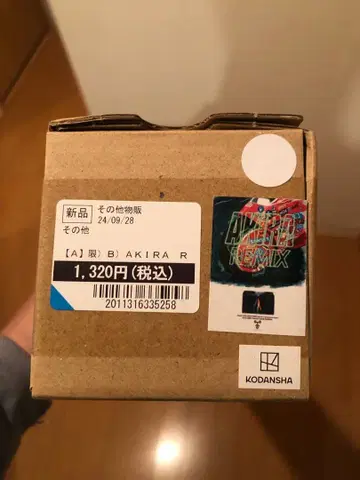 新品
その他物販
24/09/28
その他
【A】限）B）AKIRA R
1,320円(税込)
2011316335258
AKIRA
REMIX
KODANSHA